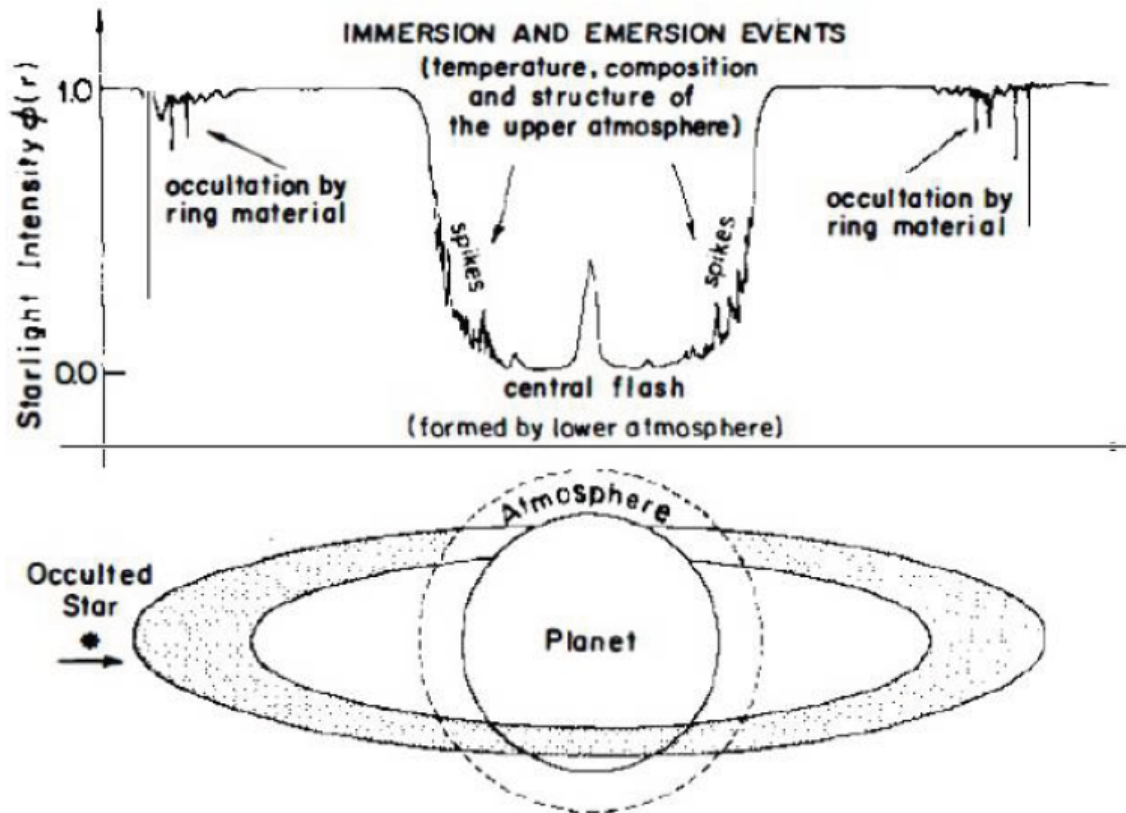 IMMERSION AND EMERSION EVENTS
(temperature, composition
and structure of
the upper atmosphere)
Starlight Intensity ϕ(r)
1.0
0.0
occultation by
ring material
spikes
spikes
occultation by
ring material
central flash
(formed by lower atmosphere)
Atmosphere
Occulted
Star
Planet